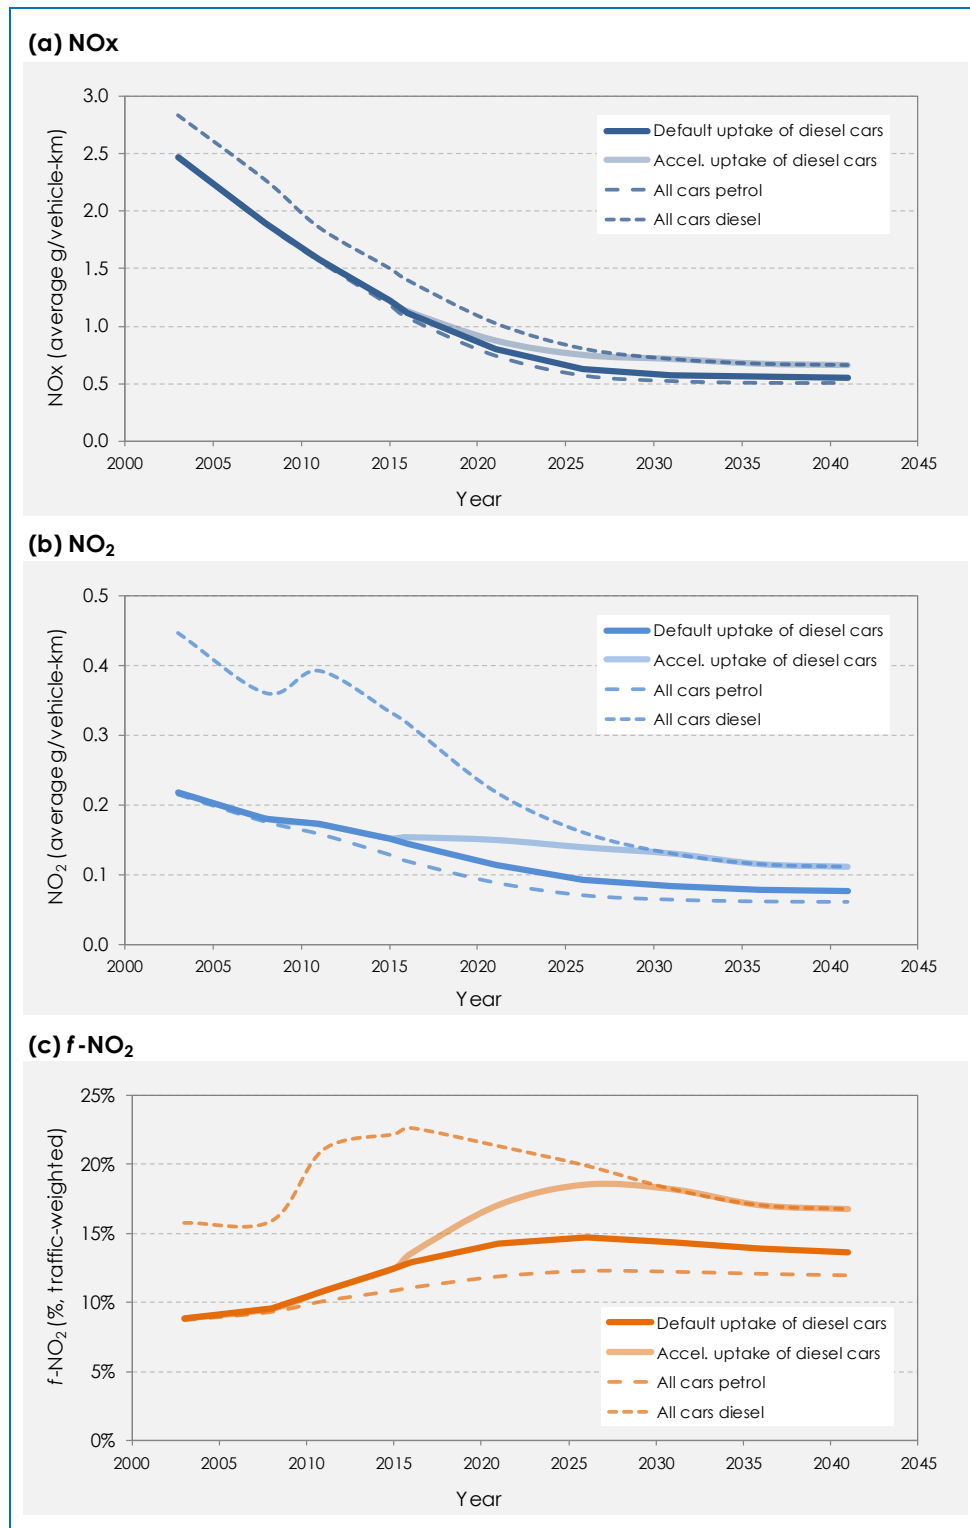 (a) NOx
3.0
2.5
2.0
1.5
1.0
0.5
0.0
NOx (average g/vehicle-km)
Default uptake of diesel cars
Accel. uptake of diesel cars
All cars petrol
All cars diesel
2000 2005 2010 2015 2020 2025 2030 2035 2040 2045
Year
(b) NO₂
0.5
0.4
0.3
0.2
0.1
0.0
NO₂ (average g/vehicle-km)
Default uptake of diesel cars
Accel. uptake of diesel cars
All cars petrol
All cars diesel
2000 2005 2010 2015 2020 2025 2030 2035 2040 2045
Year
(c) f-NO₂
25%
20%
15%
10%
5%
0%
f-NO₂ (%, traffic-weighted)
Default uptake of diesel cars
Accel. uptake of diesel cars
All cars petrol
All cars diesel
2000 2005 2010 2015 2020 2025 2030 2035 2040 2045
Year